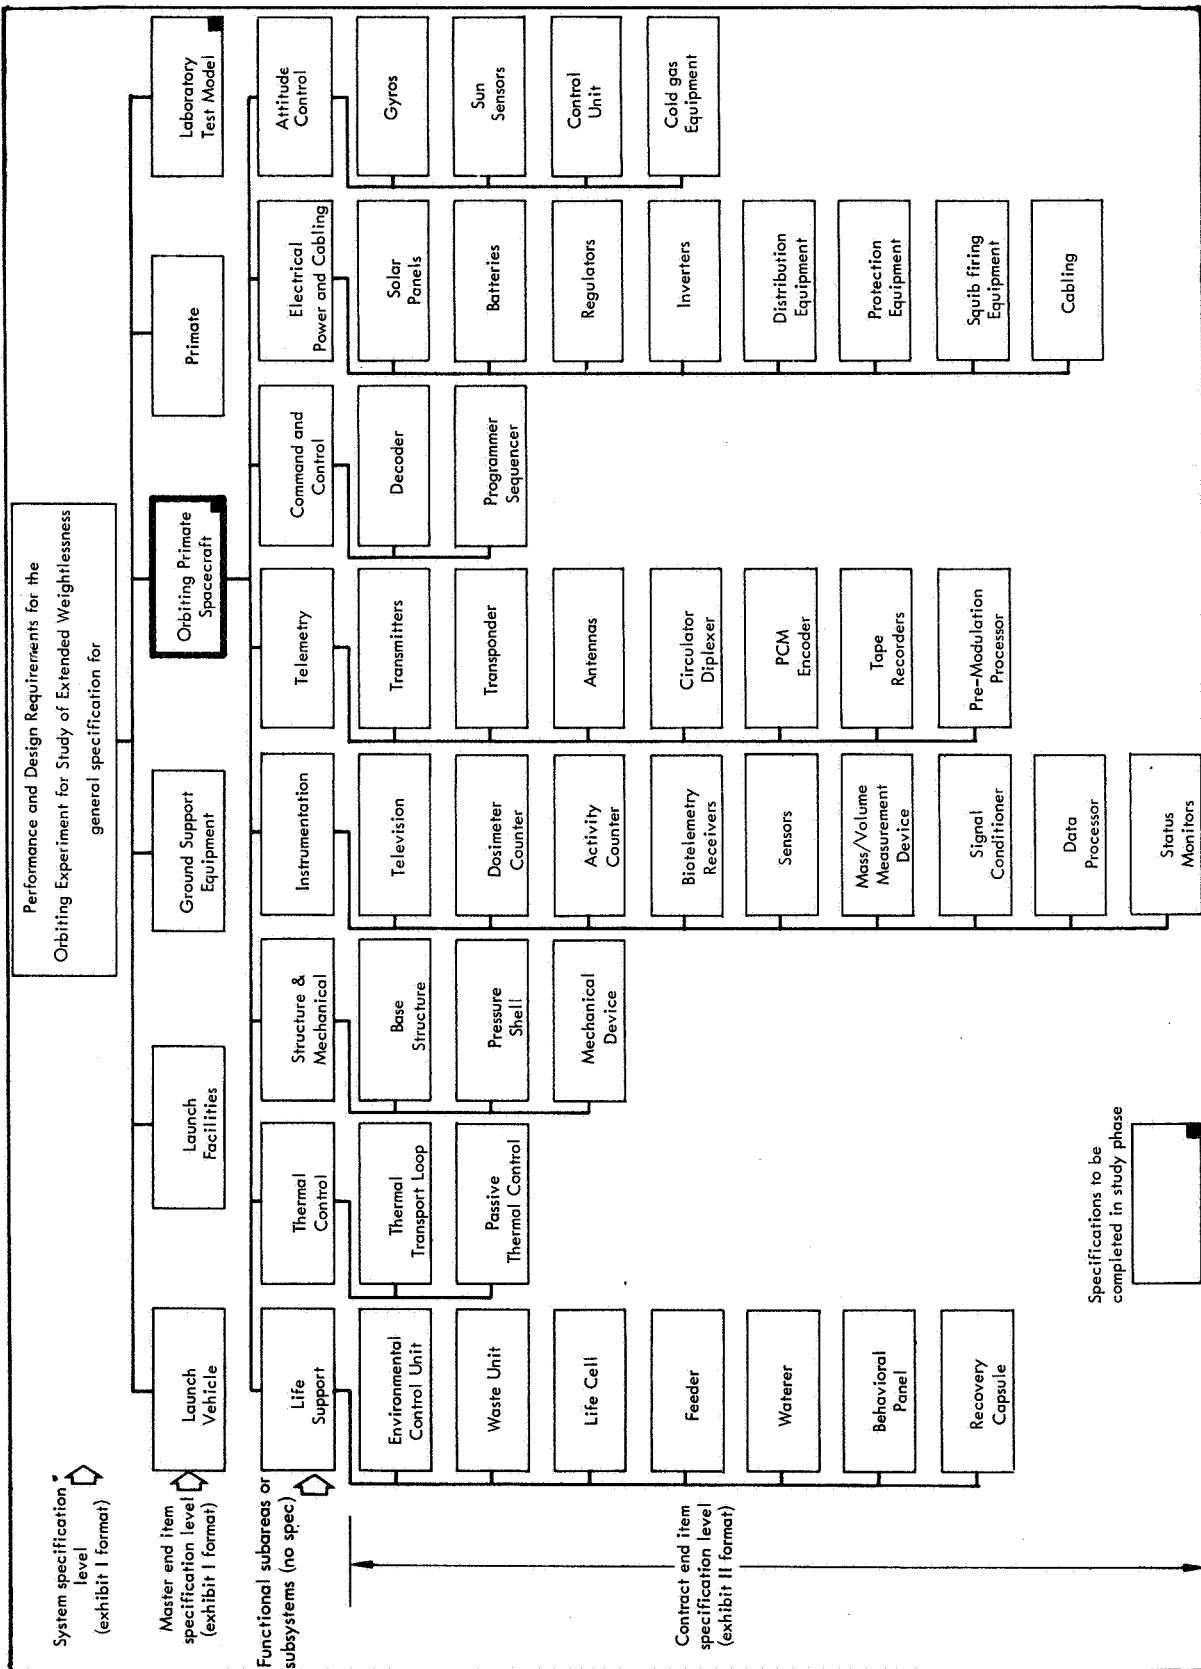 Performance and Design Requirements for the
Orbiting Experiment for Study of Extended Weightlessness
general specification for
System specification
level
(exhibit I format)
Master end item
specification level
(exhibit I format)
Launch
Vehicle
Launch
Facilities
Ground Support
Equipment
Orbiting Primate
Spacecraft
Primate
Laboratory
Test Model
Functional subareas or
subsystems (no spec)
Life
Support
Thermal
Control
Structure &
Mechanical
Instrumentation
Telemetry
Command and
Control
Electrical
Power and Cabling
Attitude
Control
Contract end item
specification level
(exhibit II format)
Environmental
Control Unit
Waste Unit
Life Cell
Feeder
Waterer
Behavioral
Panel
Recovery
Capsule
Thermal
Transport Loop
Passive
Thermal Control
Base
Structure
Pressure
Shell
Mechanical
Device
Television
Dosimeter
Counter
Activity
Counter
Biotelemetry
Receivers
Sensors
Mass/Volume
Measurement
Device
Signal
Conditioner
Data
Processor
Status
Monitors
Transmitters
Transponder
Antennas
Circulator
Diplexer
PCM
Encoder
Tape
Recorders
Pre-Modulation
Processor
Decoder
Programmer
Sequencer
Solar
Panels
Batteries
Regulators
Inverters
Distribution
Equipment
Protection
Equipment
Squib firing
Equipment
Cabling
Gyros
Sun
Sensors
Control
Unit
Cold gas
Equipment
Specifications to be
completed in study phase